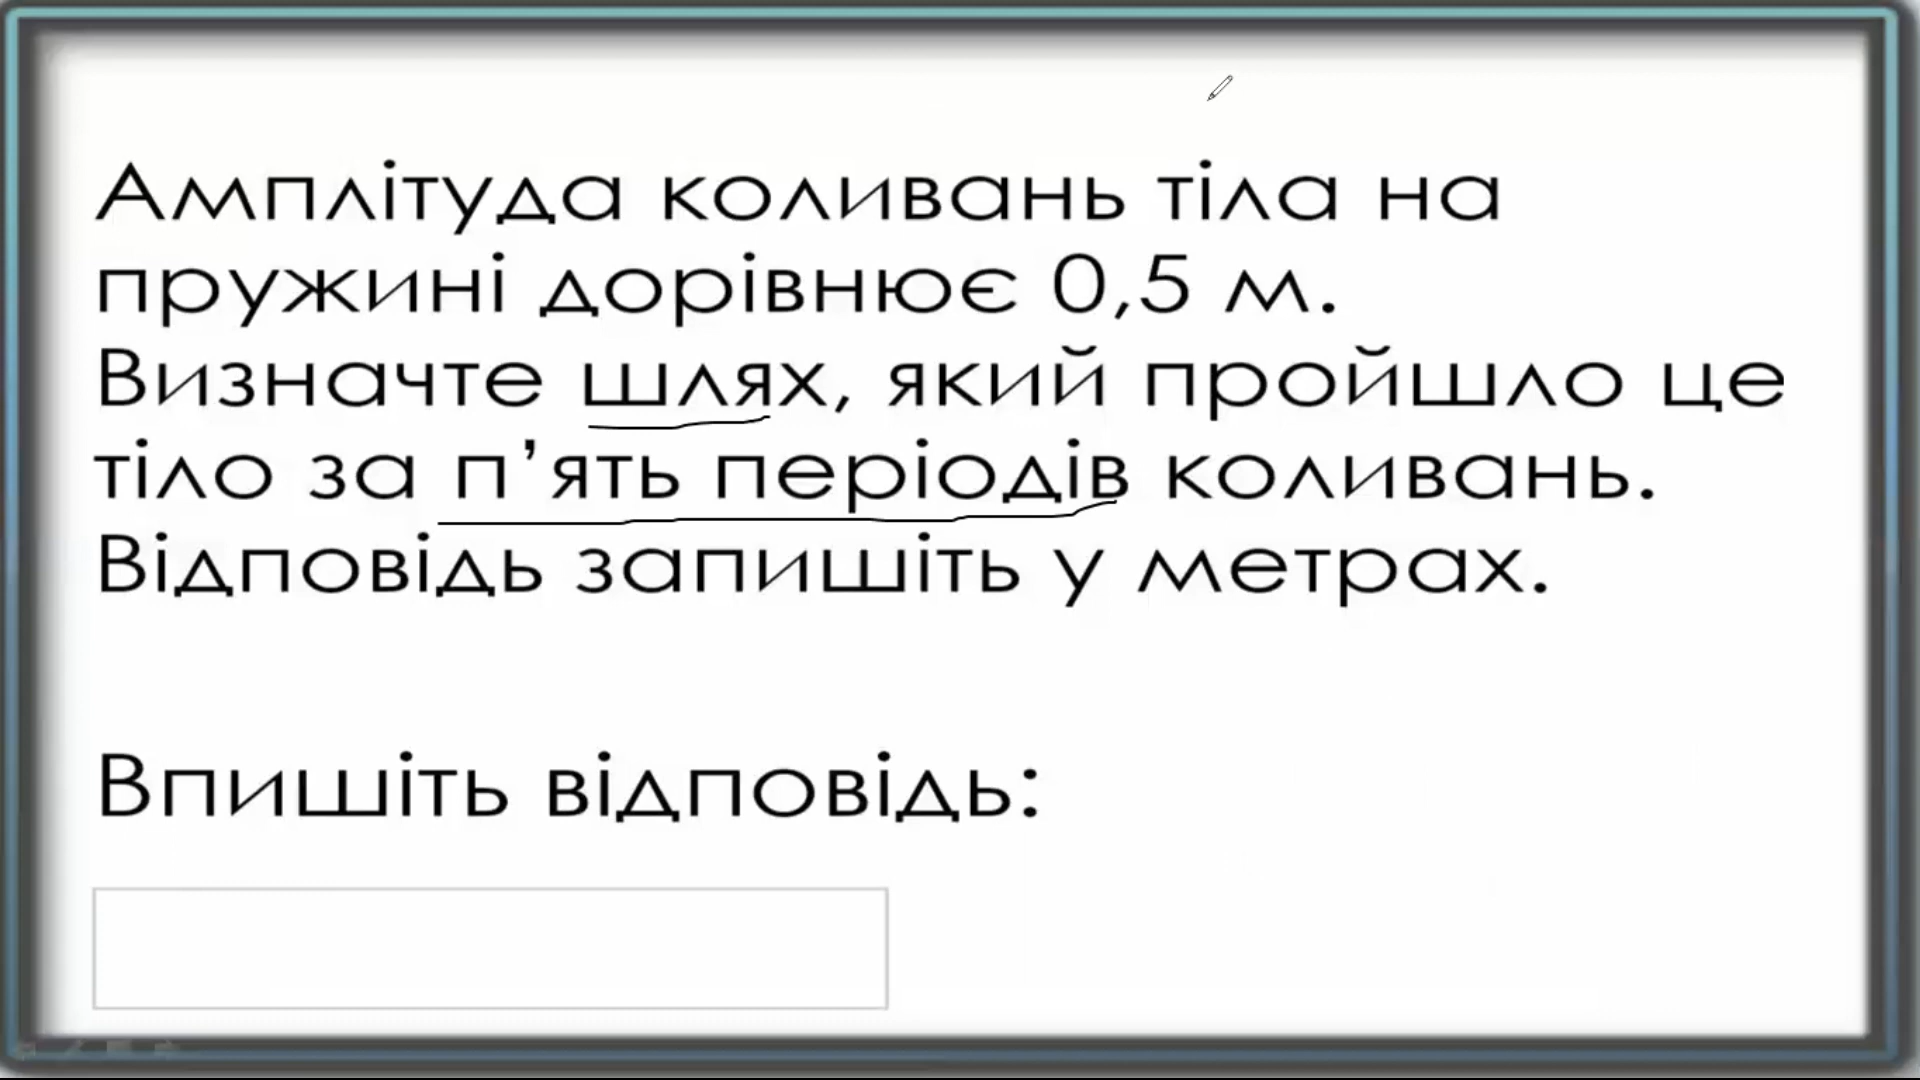 Амплітуда коливань тіла на
пружині дорівнює 0,5 м.
Визначте шлях, який пройшло це
тіло за п’ять періодів коливань.
Відповідь запишіть у метрах.
Впишіть відповідь: